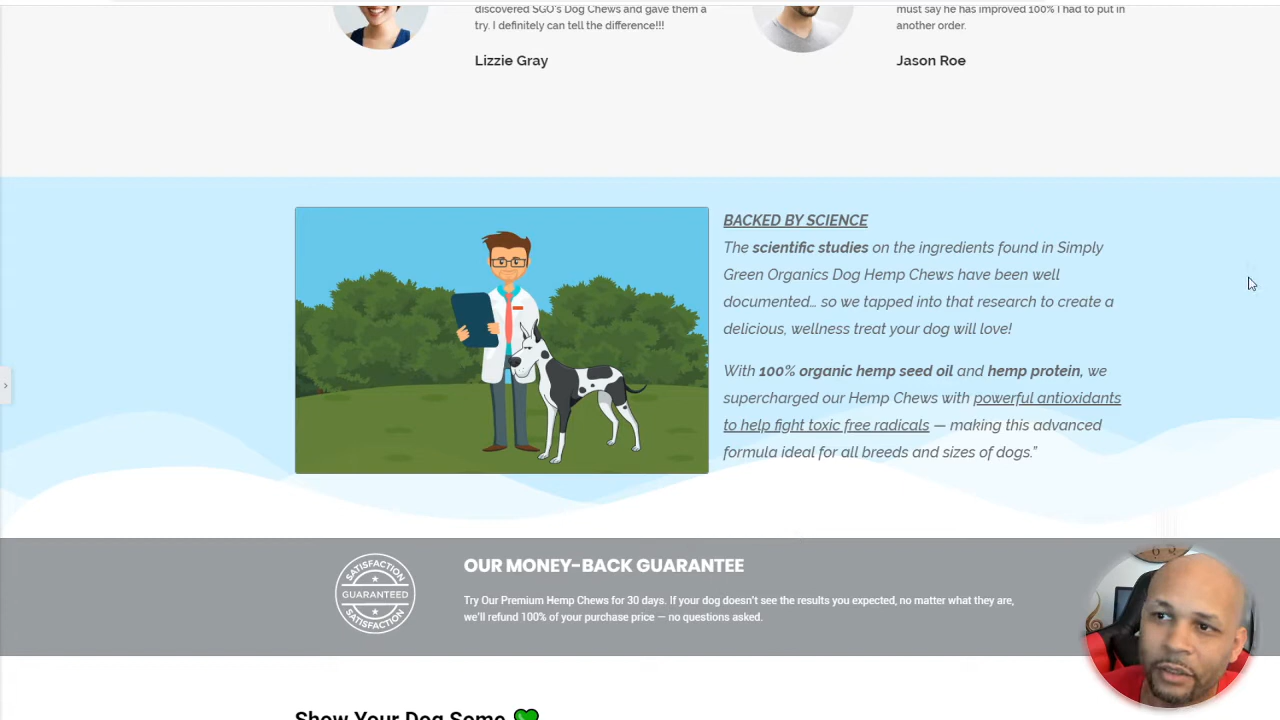 discovered SGO's Dog Chews and gave them a
try. I definitely can tell the difference!!!
Lizzie Gray
must say he has improved 100% I had to put in
another order.
Jason Roe
BACKED BY SCIENCE
The scientific studies on the ingredients found in Simply
Green Organics Dog Hemp Chews have been well
documented... so we tapped into that research to create a
delicious, wellness treat your dog will love!
With 100% organic hemp seed oil and hemp protein, we
supercharged our Hemp Chews with powerful antioxidants
to help fight toxic free radicals — making this advanced
formula ideal for all breeds and sizes of dogs."
SATISFACTION
GUARANTEED
SATISFACTION
OUR MONEY-BACK GUARANTEE
Try Our Premium Hemp Chews for 30 days. If your dog doesn't see the results you expected, no matter what they are,
we'll refund 100% of your purchase price — no questions asked.
Show Your Dog Some